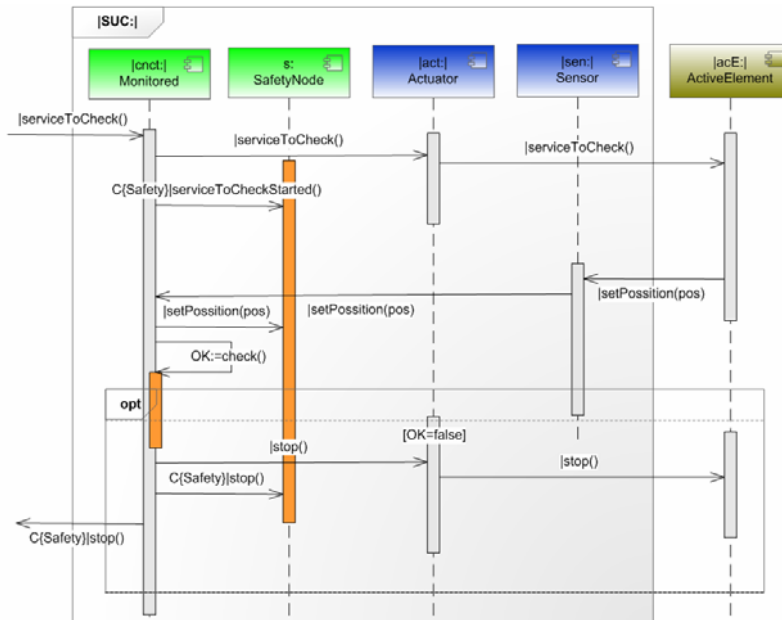 |SUC:|
|cnct:|
Monitored
s:
SafetyNode
|act:|
Actuator
|sen:|
Sensor
|acE:|
ActiveElement
|serviceToCheck()
|serviceToCheck()
|serviceToCheck()
C{Safety}|serviceToCheckStarted()
|setPossition(pos)
|setPossition(pos)
|setPossition(pos)
OK:=check()
opt
[OK=false]
|stop()
|stop()
C{Safety}|stop()
C{Safety}|stop()